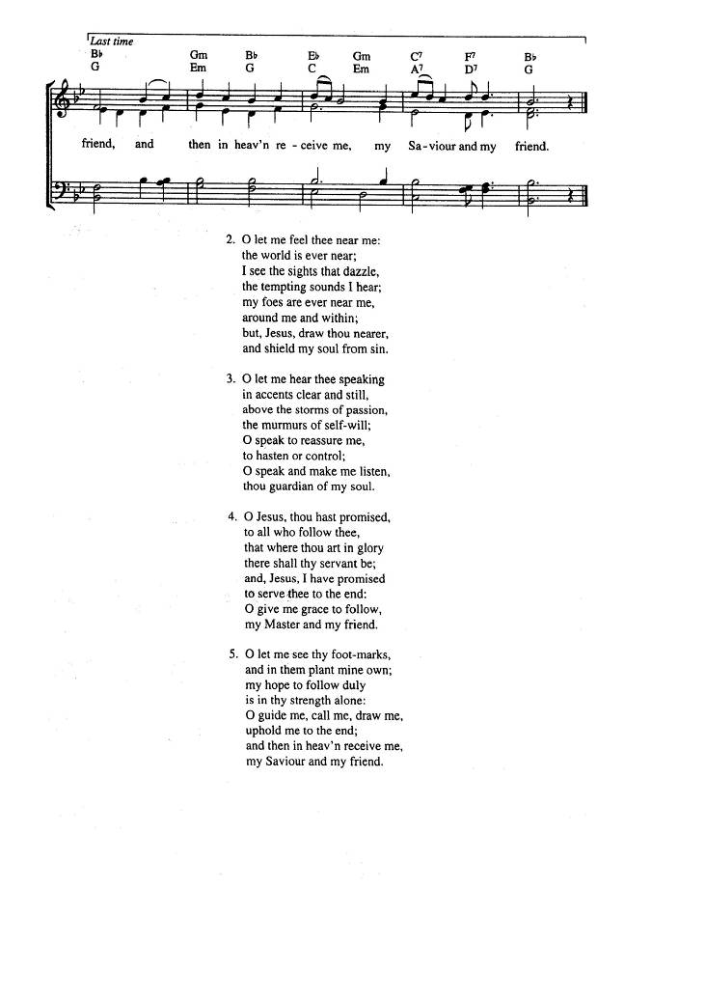 Last time
B♭ Gm B♭ E♭ Gm C7 F7 B♭
G Em G C Em A7 D7 G
friend, and then in heav'n re - ceive me, my Sa - viour and my friend.
2. O let me feel thee near me:
the world is ever near;
I see the sights that dazzle,
the tempting sounds I hear;
my foes are ever near me,
around me and within;
but, Jesus, draw thou nearer,
and shield my soul from sin.
3. O let me hear thee speaking
in accents clear and still,
above the storms of passion,
the murmurs of self-will;
O speak to reassure me,
to hasten or control;
O speak and make me listen,
thou guardian of my soul.
4. O Jesus, thou hast promised,
to all who follow thee,
that where thou art in glory
there shall thy servant be;
and, Jesus, I have promised
to serve thee to the end:
O give me grace to follow,
my Master and my friend.
5. O let me see thy foot-marks,
and in them plant mine own;
my hope to follow duly
is in thy strength alone:
O guide me, call me, draw me,
uphold me to the end;
and then in heav'n receive me,
my Saviour and my friend.